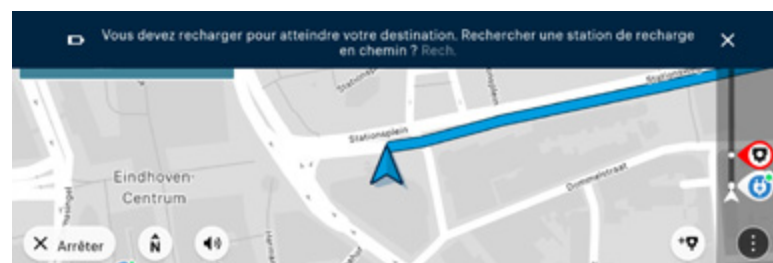 Vous devez recharger pour atteindre votre destination. Rechercher une station de recharge
en chemin ? Rech.
Stationsplein
Stationsplein
Eindhoven-
Centrum
Dommelstraat
X Arrêter
N